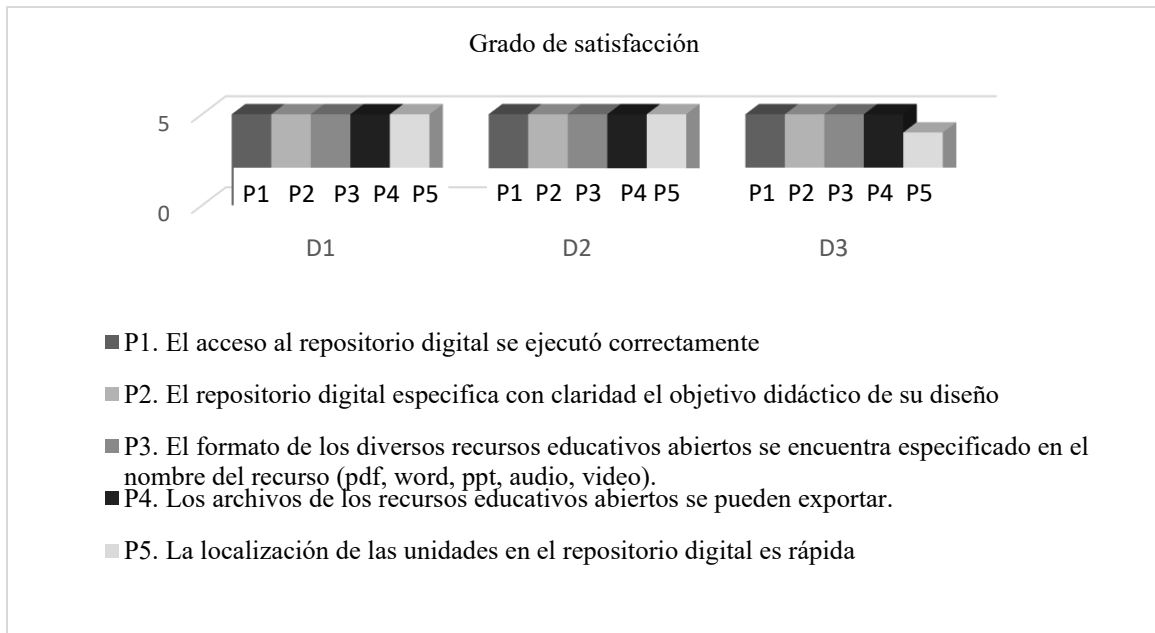 Grado de satisfacción
5
0
P1 P2 P3 P4 P5 P1 P2 P3 P4 P5 P1 P2 P3 P4 P5
D1 D2 D3
P1. El acceso al repositorio digital se ejecutó correctamente
P2. El repositorio digital especifica con claridad el objetivo didáctico de su diseño
P3. El formato de los diversos recursos educativos abiertos se encuentra especificado en el
nombre del recurso (pdf, word, ppt, audio, video).
P4. Los archivos de los recursos educativos abiertos se pueden exportar.
P5. La localización de las unidades en el repositorio digital es rápida